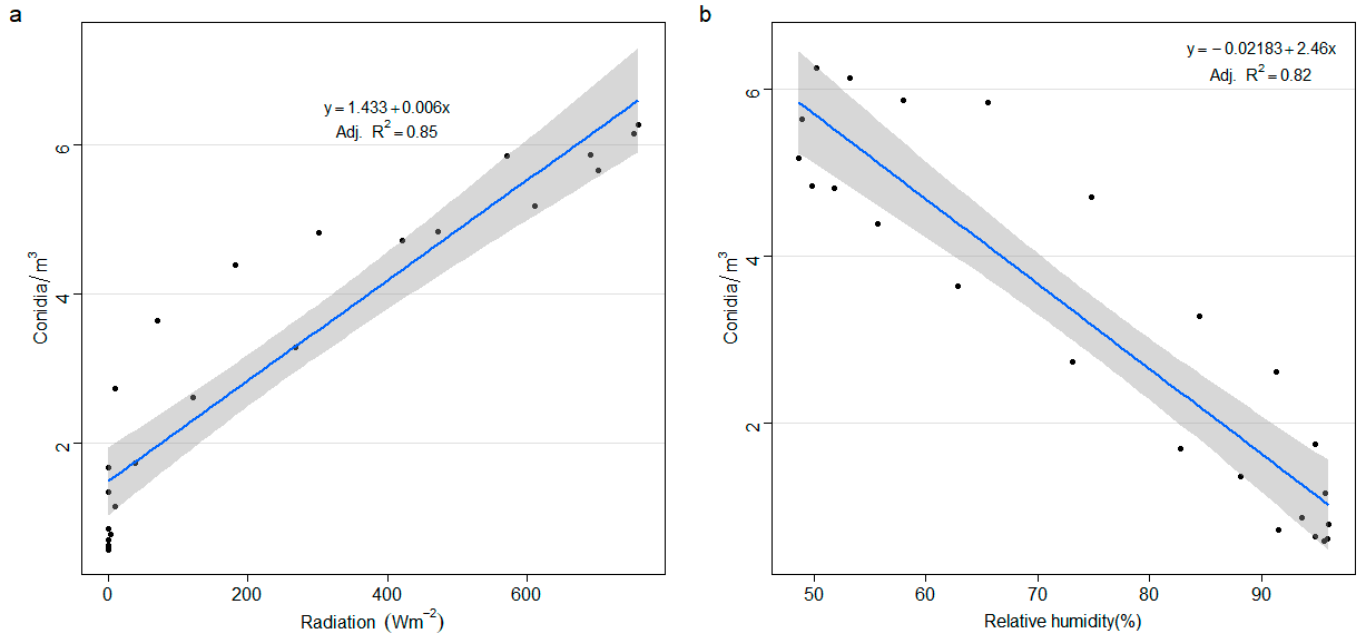 a
y = 1.433 + 0.006x
Adj. R² = 0.85
Conidia/m³
6
4
2
0
200
400
600
Radiation (Wm⁻²)
b
y = − 0.02183 + 2.46x
Adj. R² = 0.82
Conidia/m³
6
4
2
50
60
70
80
90
Relative humidity(%)